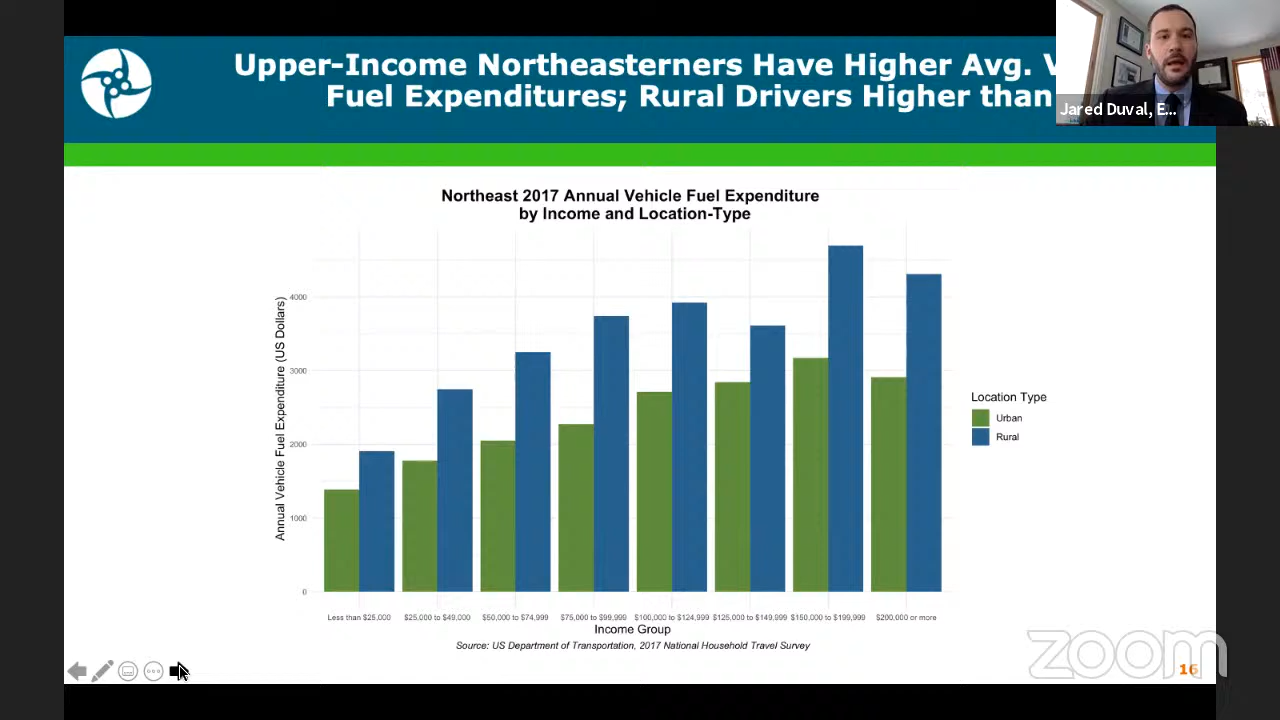 Upper-Income Northeasterners Have Higher Avg. V
Fuel Expenditures; Rural Drivers Higher than
Jared Duval, E...
Northeast 2017 Annual Vehicle Fuel Expenditure
by Income and Location-Type
Annual Vehicle Fuel Expenditure (US Dollars)
4000
3000
2000
1000
0
Less than $25,000 $25,000 to $49,000 $50,000 to $74,999 $75,000 to $99,999 $100,000 to $124,999 $125,000 to $149,999 $150,000 to $199,999 $200,000 or more
Income Group
Location Type
Urban
Rural
Source: US Department of Transportation, 2017 National Household Travel Survey
zoom
16